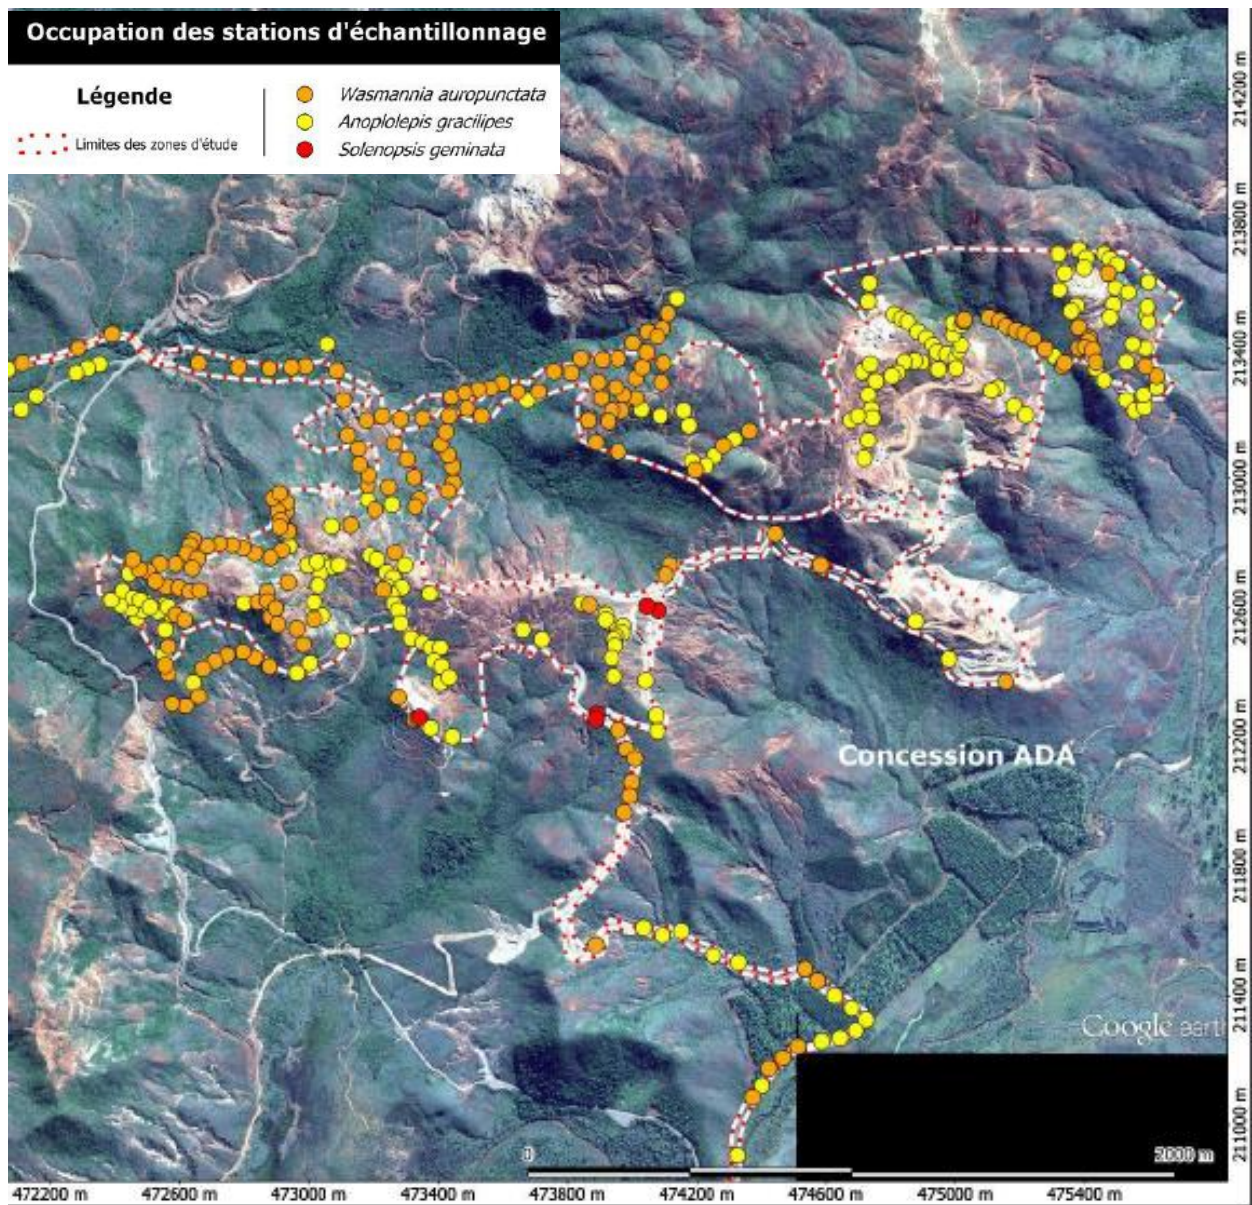 Occupation des stations d'échantillonnage
Légende
Limites des zones d'étude
Wasmannia auropunctata
Anoplolepis gracilipes
Solenopsis geminata
214200 m
213800 m
213400 m
213000 m
212600 m
212200 m
211800 m
211400 m
211000 m
Concession ADA
Google earth
0
2000 m
472200 m
472600 m
473000 m
473400 m
473800 m
474200 m
474600 m
475000 m
475400 m